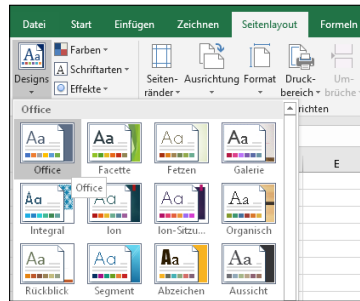 Datei Start Einfügen Zeichnen Seitenlayout Formeln
Aa Farben
A Schriftarten
Designs Effekte
Seiten- Ausrichtung Format Druck- Um-
ränder bereich brüche
Office richten
Aa Aa Aa Aa
Office Facette Fetzen Galerie
E
Office
Aa Aa Aa Aa
Integral Ion Ion-Sitzu... Organisch
Aa Aa Aa Aa
Rückblick Segment Abzeichen Aussicht